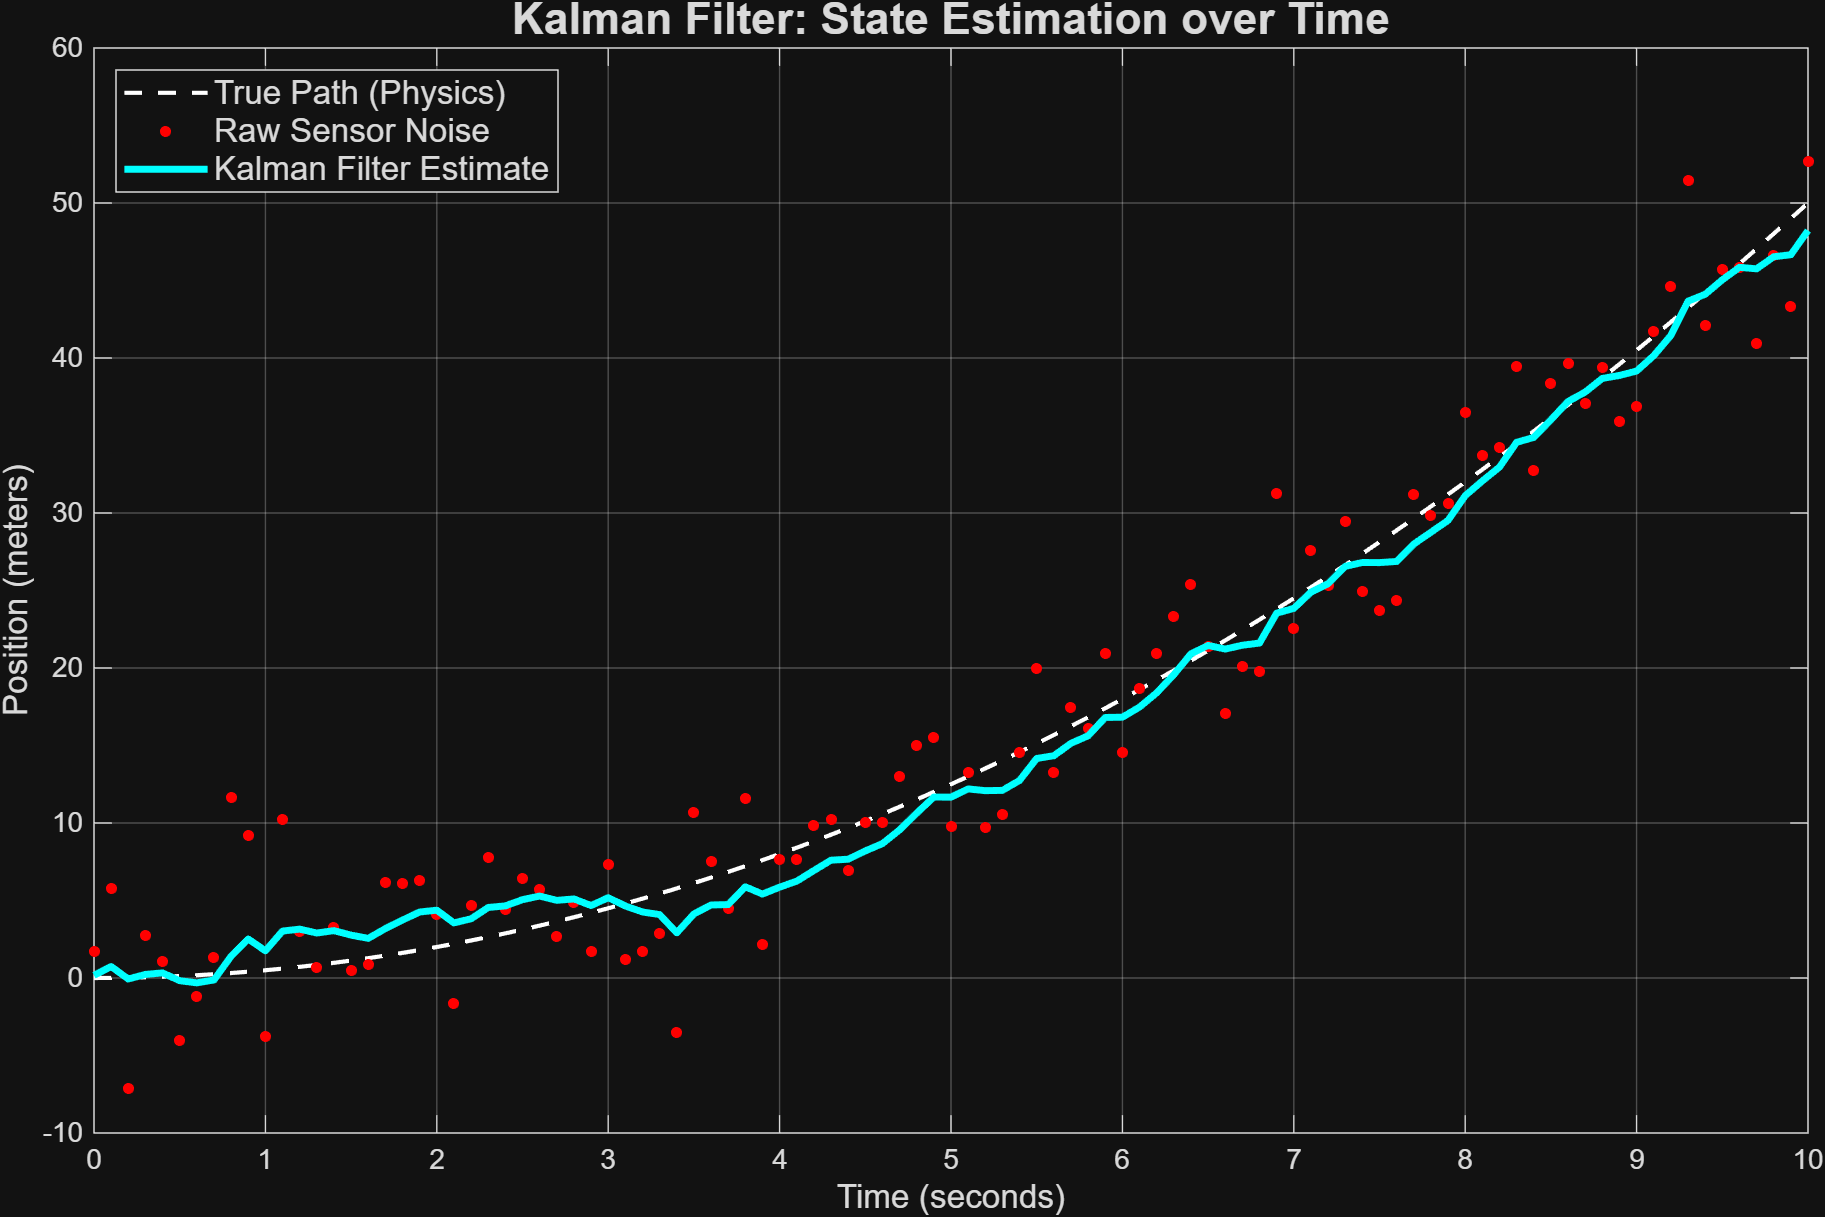 Kalman Filter: State Estimation over Time
60
True Path (Physics)
Raw Sensor Noise
Kalman Filter Estimate
50
40
30
20
10
0
-10
Position (meters)
0 1 2 3 4 5 6 7 8 9 10
Time (seconds)